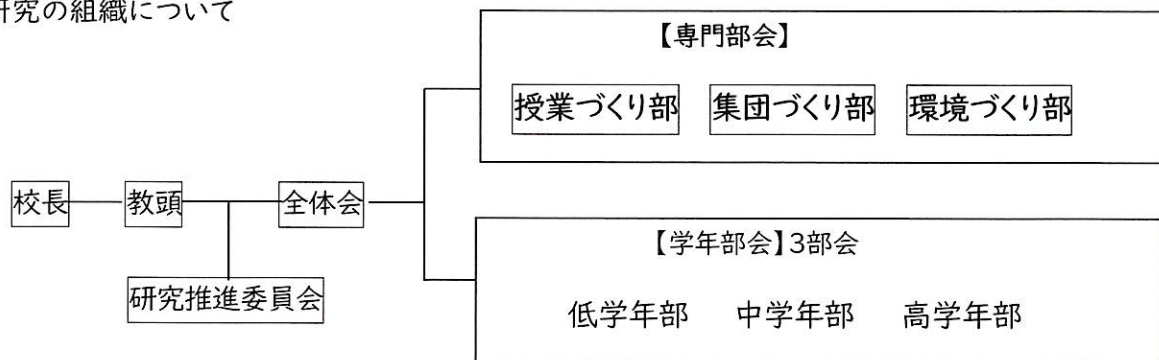 研究の組織について
【専門部会】
授業づくり部 集団づくり部 環境づくり部
校長 教頭 全体会
研究推進委員会
【学年部会】3部会
低学年部 中学年部 高学年部